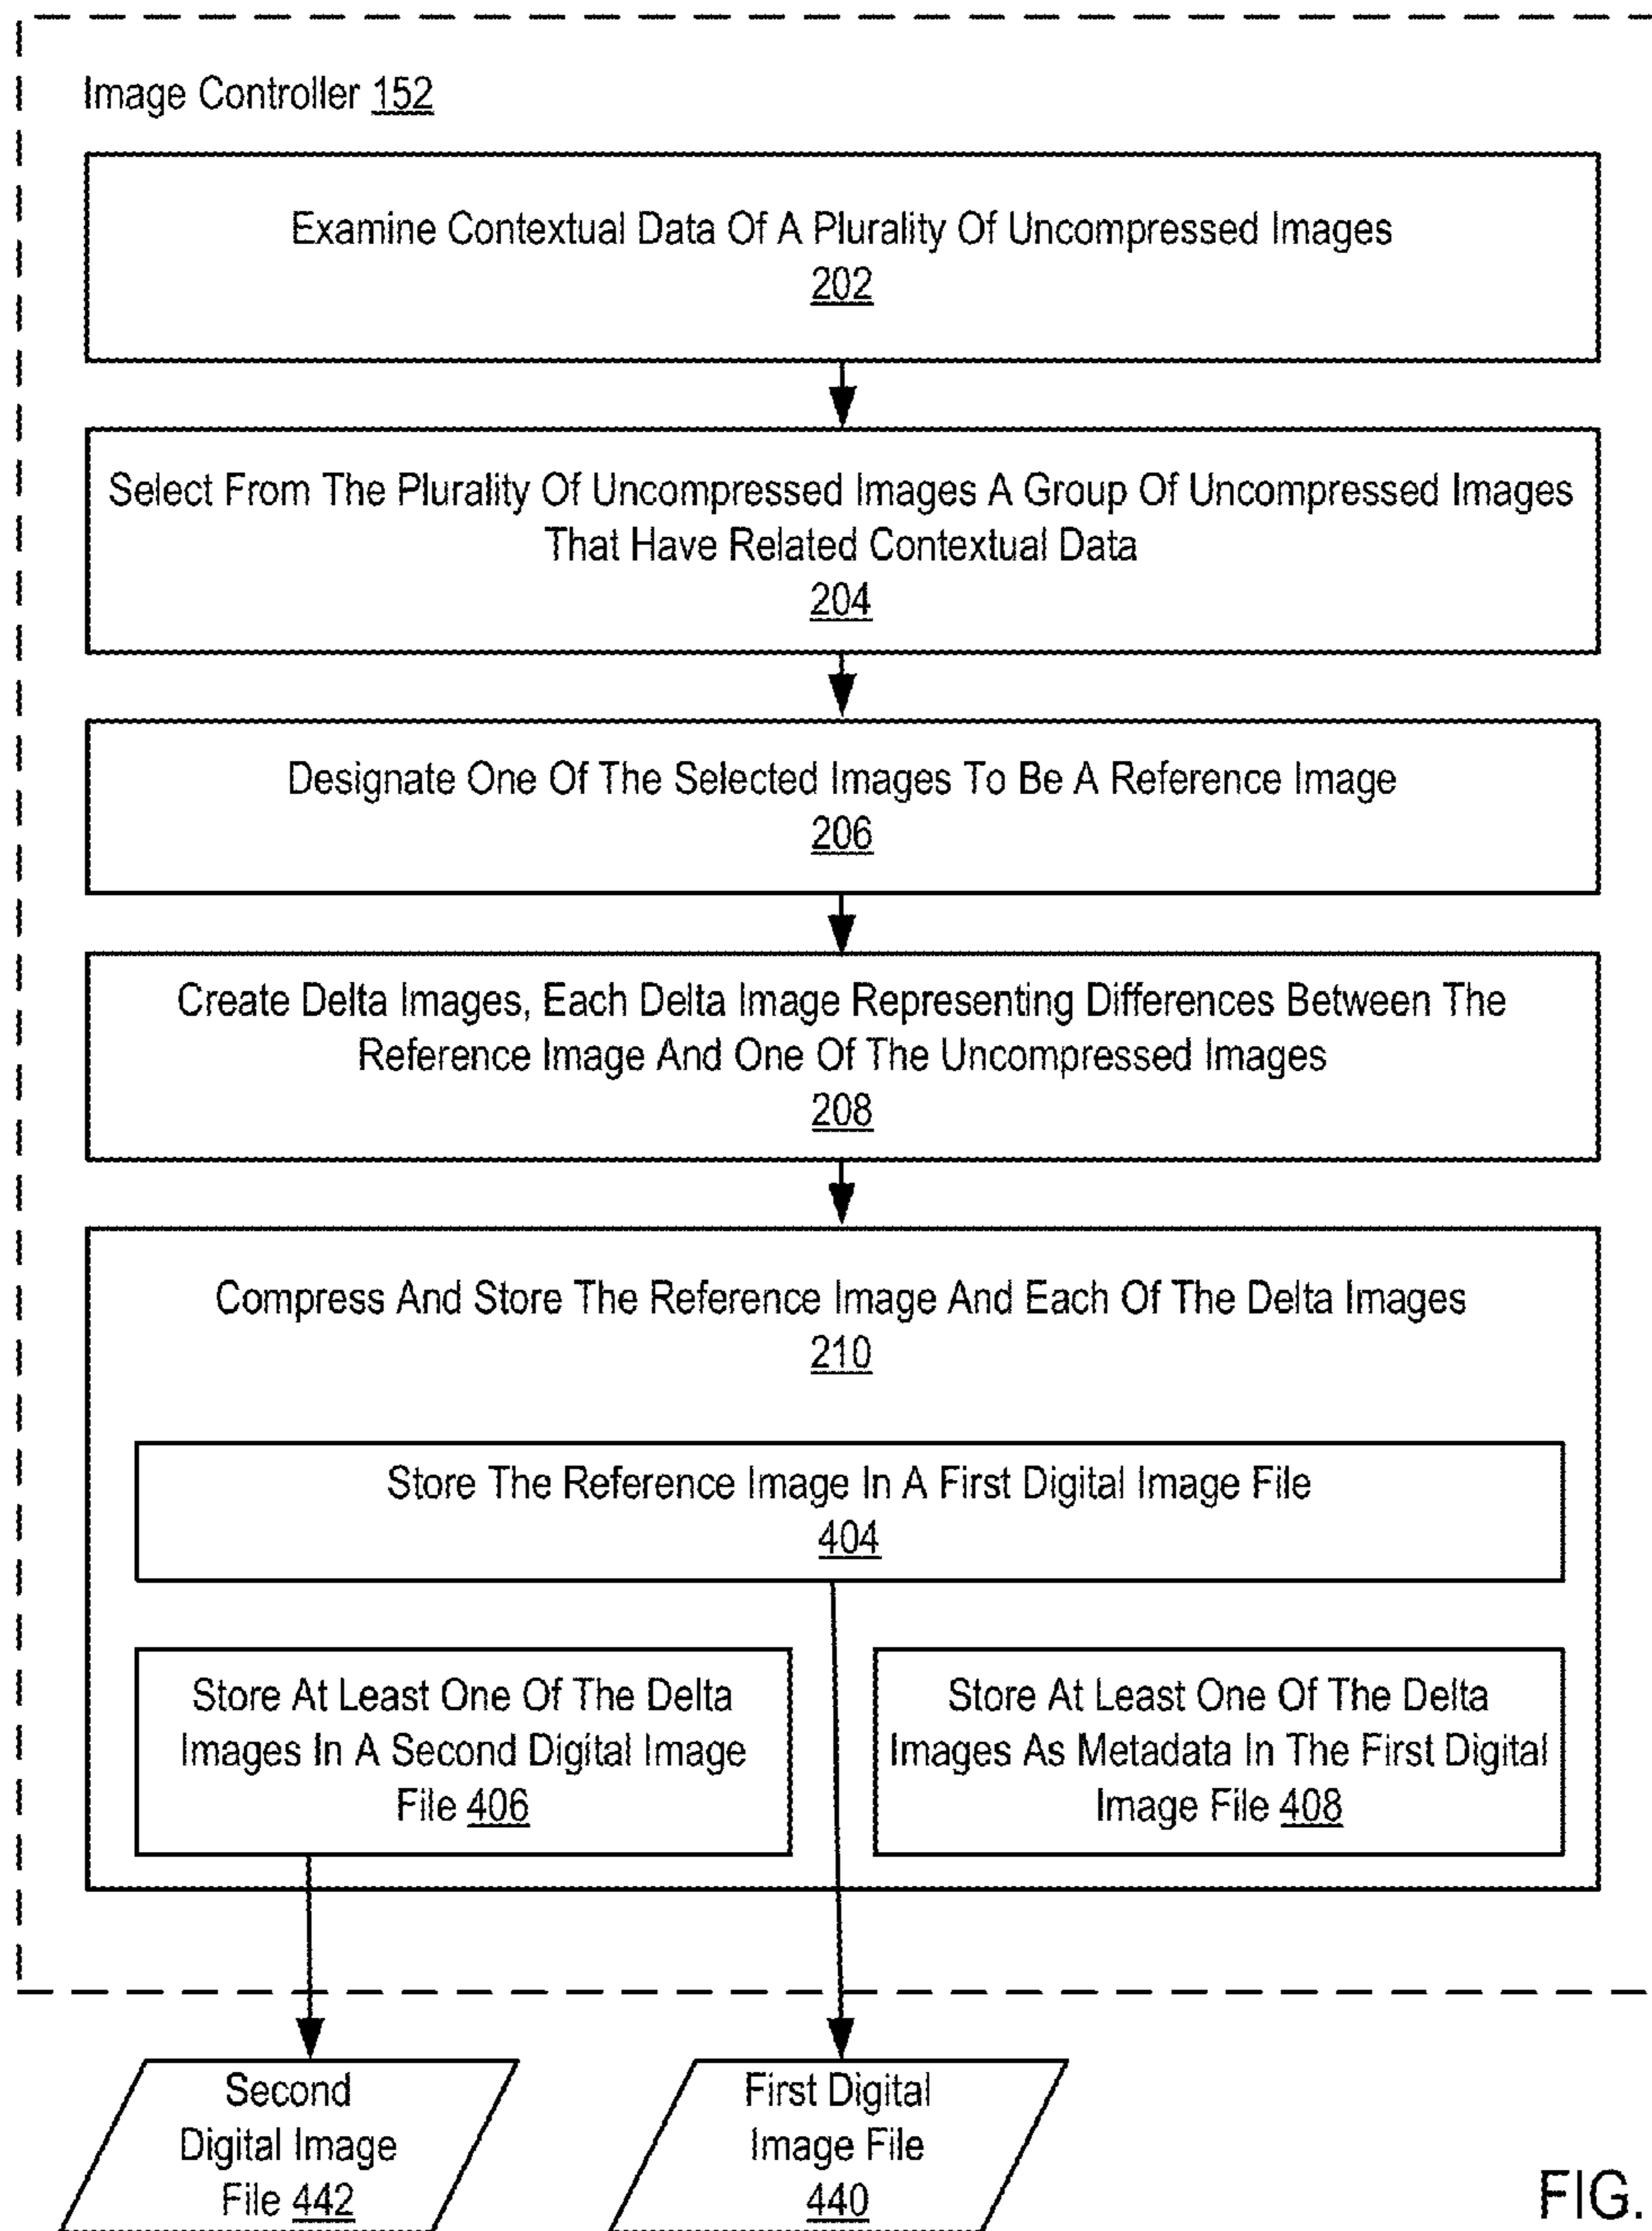 Image Controller 152
Examine Contextual Data Of A Plurality Of Uncompressed Images
202
Select From The Plurality Of Uncompressed Images A Group Of Uncompressed Images
That Have Related Contextual Data
204
Designate One Of The Selected Images To Be A Reference Image
206
Create Delta Images, Each Delta Image Representing Differences Between The
Reference Image And One Of The Uncompressed Images
208
Compress And Store The Reference Image And Each Of The Delta Images
210
Store The Reference Image In A First Digital Image File
404
Store At Least One Of The Delta
Images In A Second Digital Image
File 406
Store At Least One Of The Delta
Images As Metadata In The First Digital
Image File 408
Second
Digital Image
File 442
First Digital
Image File
440
FIG.